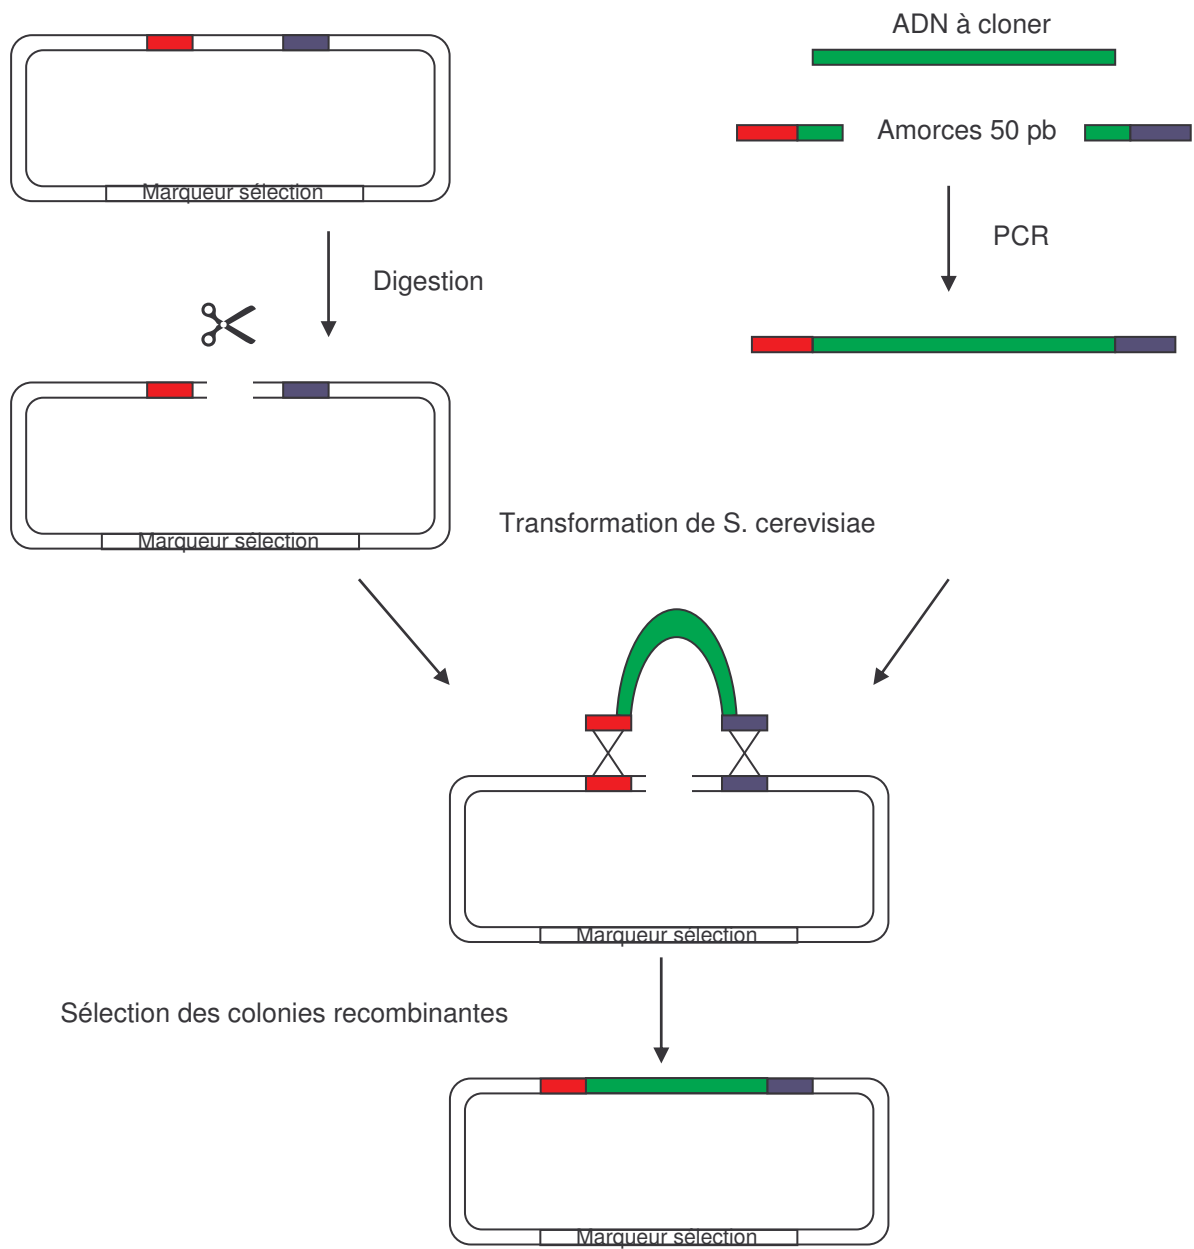 ADN à cloner
Amorces 50 pb
Marqueur sélection
PCR
Digestion
Transformation de S. cerevisiae
Marqueur sélection
Marqueur sélection
Sélection des colonies recombinantes
Marqueur sélection